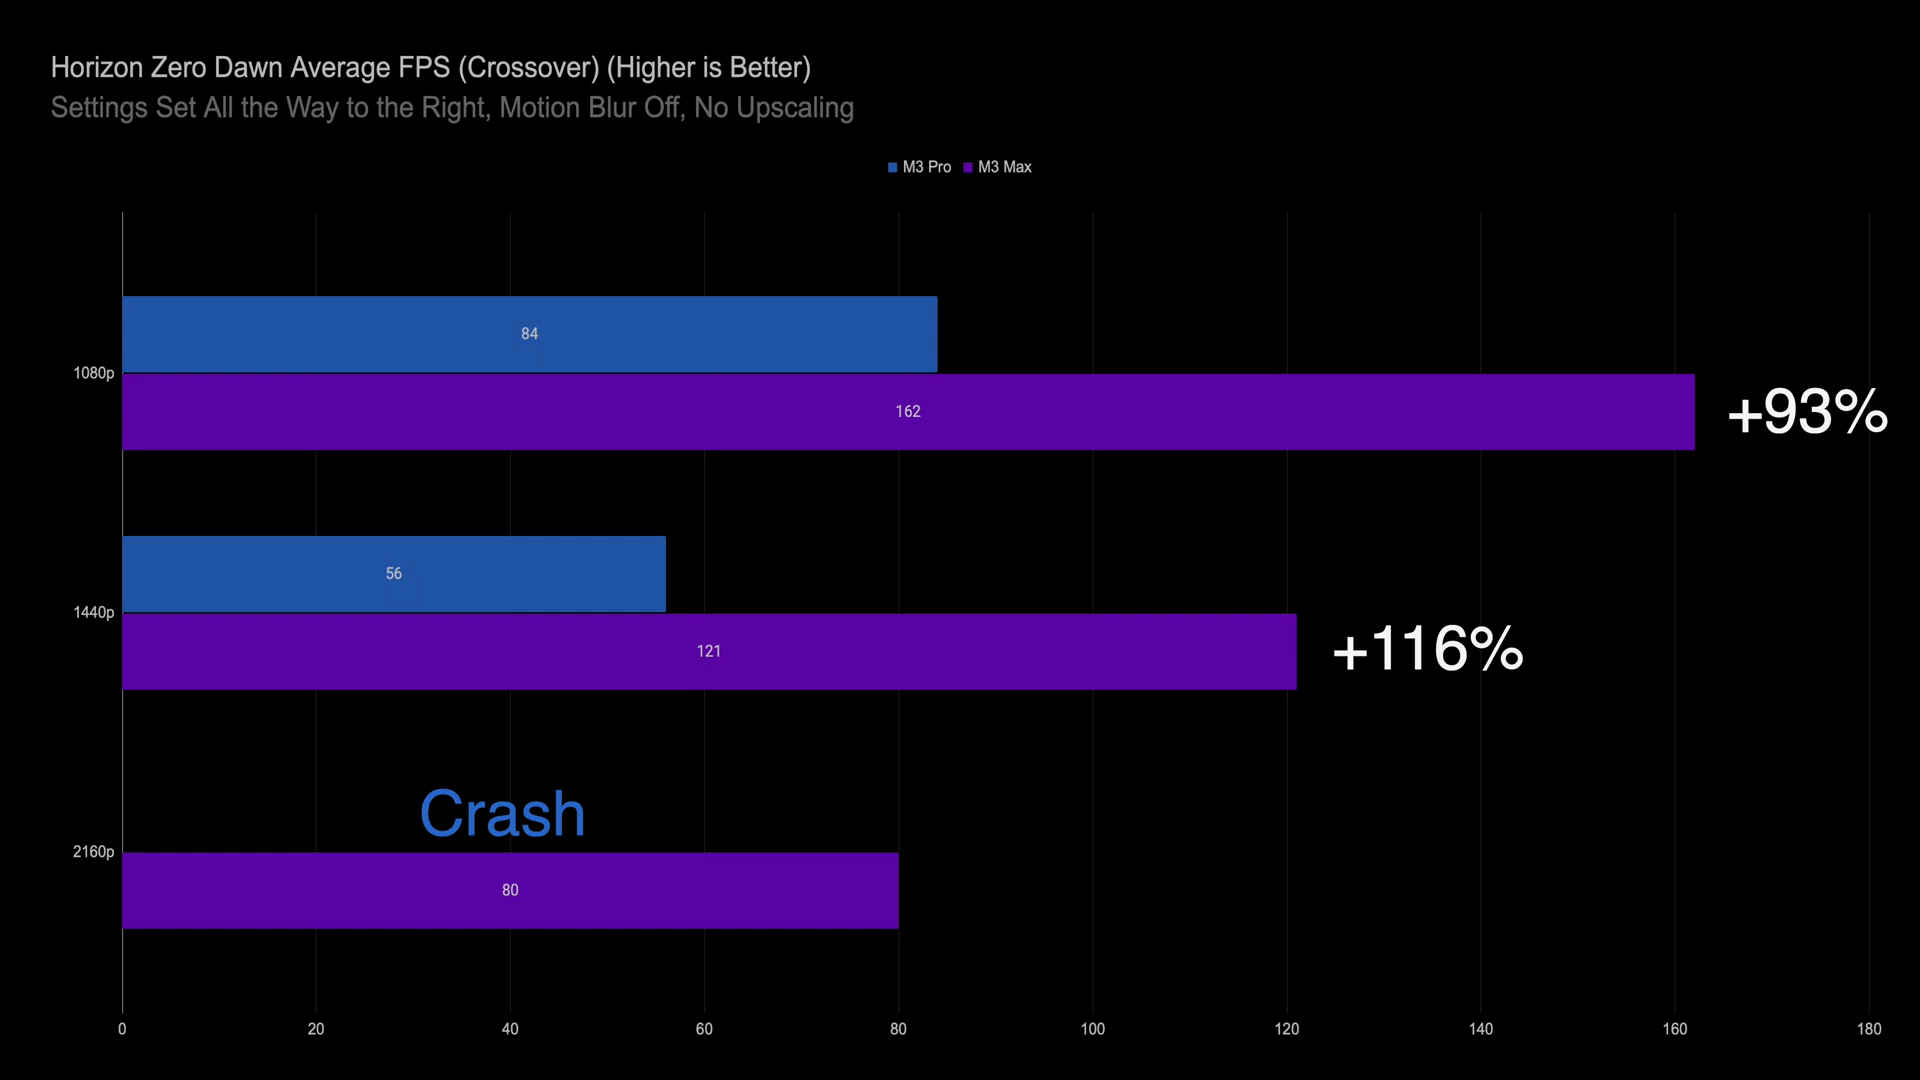 Horizon Zero Dawn Average FPS (Crossover) (Higher is Better)
Settings Set All the Way to the Right, Motion Blur Off, No Upscaling
M3 Pro M3 Max
84
1080p
162
+93%
56
1440p
121
+116%
Crash
2160p
80
0 20 40 60 80 100 120 140 160 180